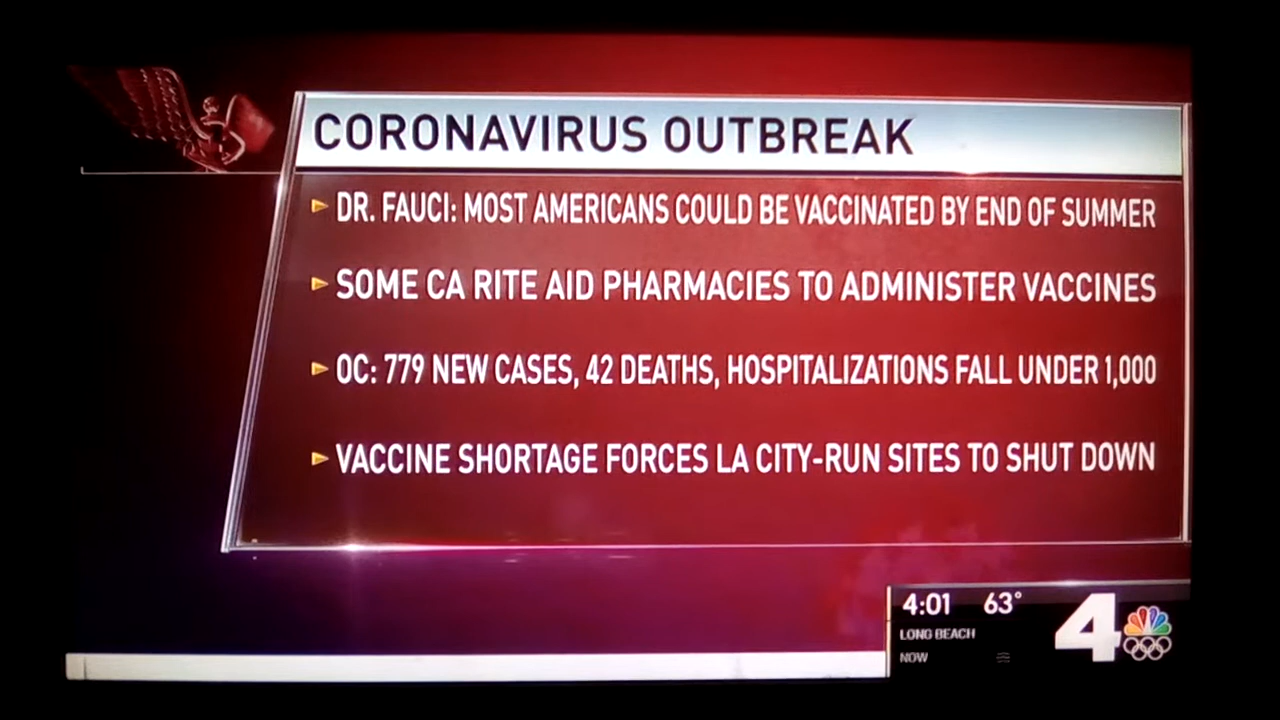 CORONAVIRUS OUTBREAK
DR. FAUCI: MOST AMERICANS COULD BE VACCINATED BY END OF SUMMER
SOME CA RITE AID PHARMACIES TO ADMINISTER VACCINES
OC: 779 NEW CASES, 42 DEATHS, HOSPITALIZATIONS FALL UNDER 1,000
VACCINE SHORTAGE FORCES LA CITY-RUN SITES TO SHUT DOWN
4:01 63°
LONG BEACH
NOW
4